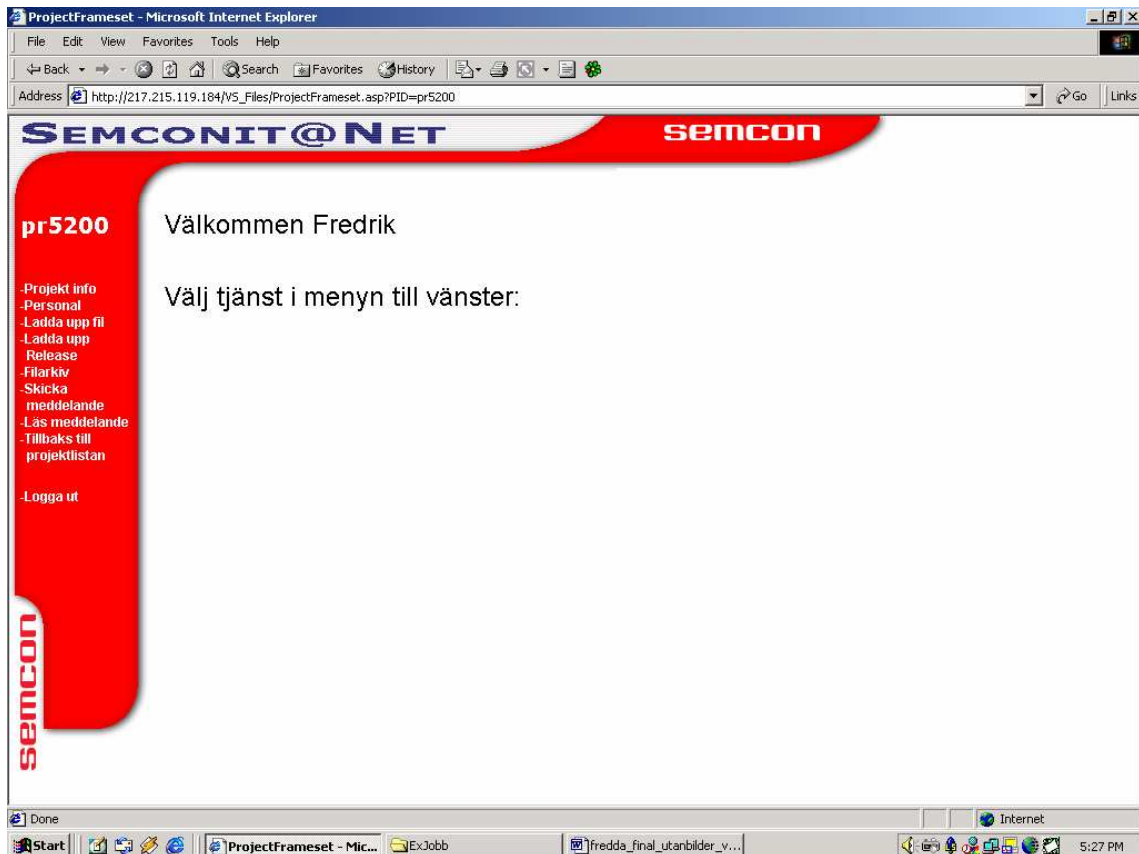 ProjectFrameset - Microsoft Internet Explorer
File Edit View Favorites Tools Help
Back Search Favorites History
Address http://217.215.119.184/VS_Files/ProjectFrameset.asp?PID=pr5200 Go Links
SEMCONIT@NET semcon
pr5200
Välkommen Fredrik
Välj tjänst i menyn till vänster:
-Projekt info
-Personal
-Ladda upp fil
-Ladda upp
Release
-Filarkiv
-Skicka
meddelande
-Läs meddelande
-Tillbaks till
projektlistan
-Logga ut
semcon
Done Internet
Start ProjectFrameset - Mic... ExJobb fredda_final_utanbilder_v... 5:27 PM